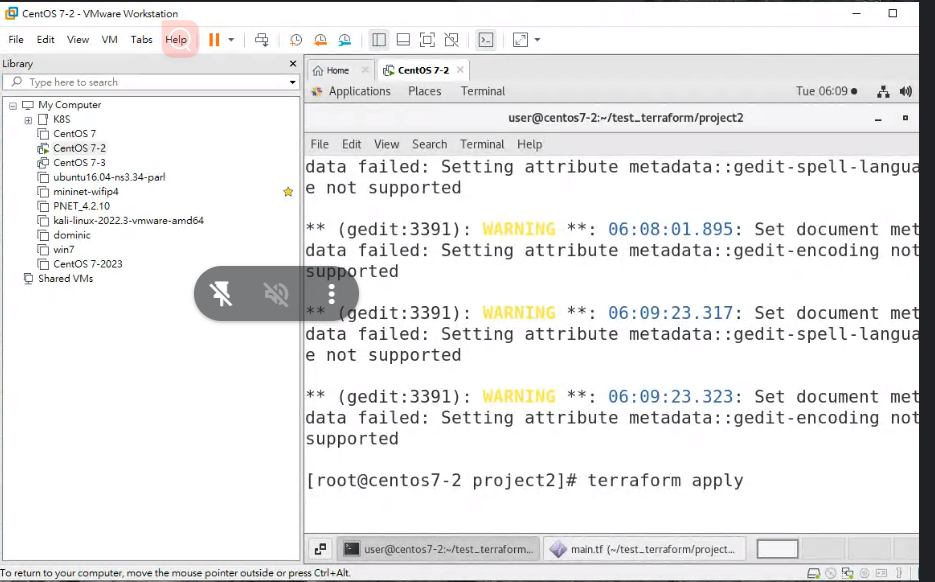 CentOS 7-2 - VMware Workstation
File Edit View VM Tabs Help
Library
Type here to search
My Computer
K8S
CentOS 7
CentOS 7-2
CentOS 7-3
ubuntu16.04-ns3.34-parl
mininet-wifip4
PNET_4.2.10
kali-linux-2022.3-vmware-amd64
dominic
win7
CentOS 7-2023
Shared VMs
Home CentOS 7-2
Applications Places Terminal Tue 06:09
user@centos7-2:~/test_terraform/project2
File Edit View Search Terminal Help
data failed: Setting attribute metadata::gedit-spell-langua
e not supported
** (gedit:3391): WARNING **: 06:08:01.895: Set document met
data failed: Setting attribute metadata::gedit-encoding not
supported
** (gedit:3391): WARNING **: 06:09:23.317: Set document met
data failed: Setting attribute metadata::gedit-spell-langua
e not supported
** (gedit:3391): WARNING **: 06:09:23.323: Set document met
data failed: Setting attribute metadata::gedit-encoding not
supported
[root@centos7-2 project2]# terraform apply
user@centos7-2:~/test_terraform... main.tf (~/test_terraform/project...
To return to your computer, move the mouse pointer outside or press Ctrl+Alt.